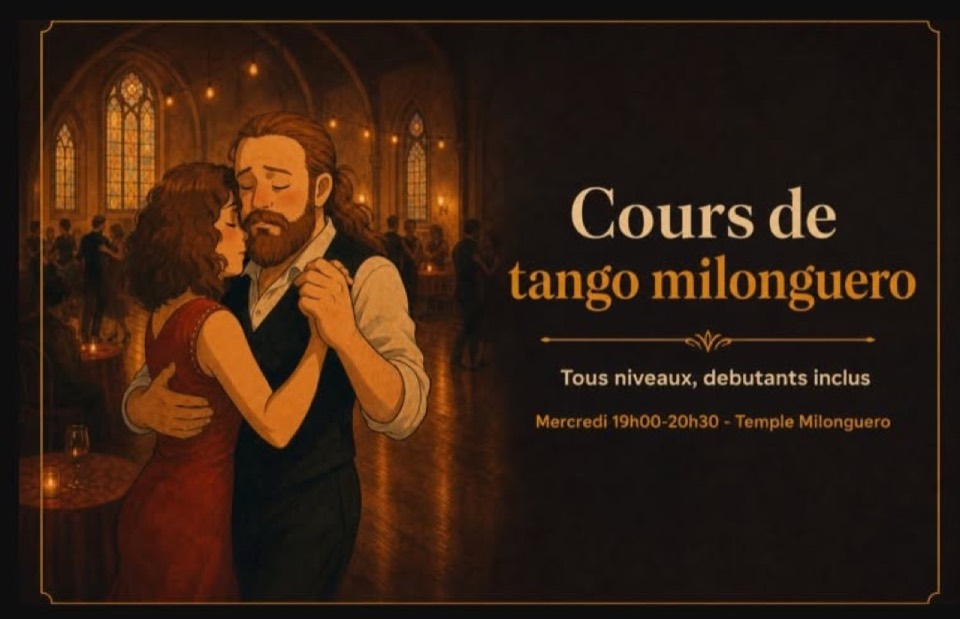 Cours de
tango milonguero
Tous niveaux, debutants inclus
Mercredi 19h00-20h30 - Temple Milonguero